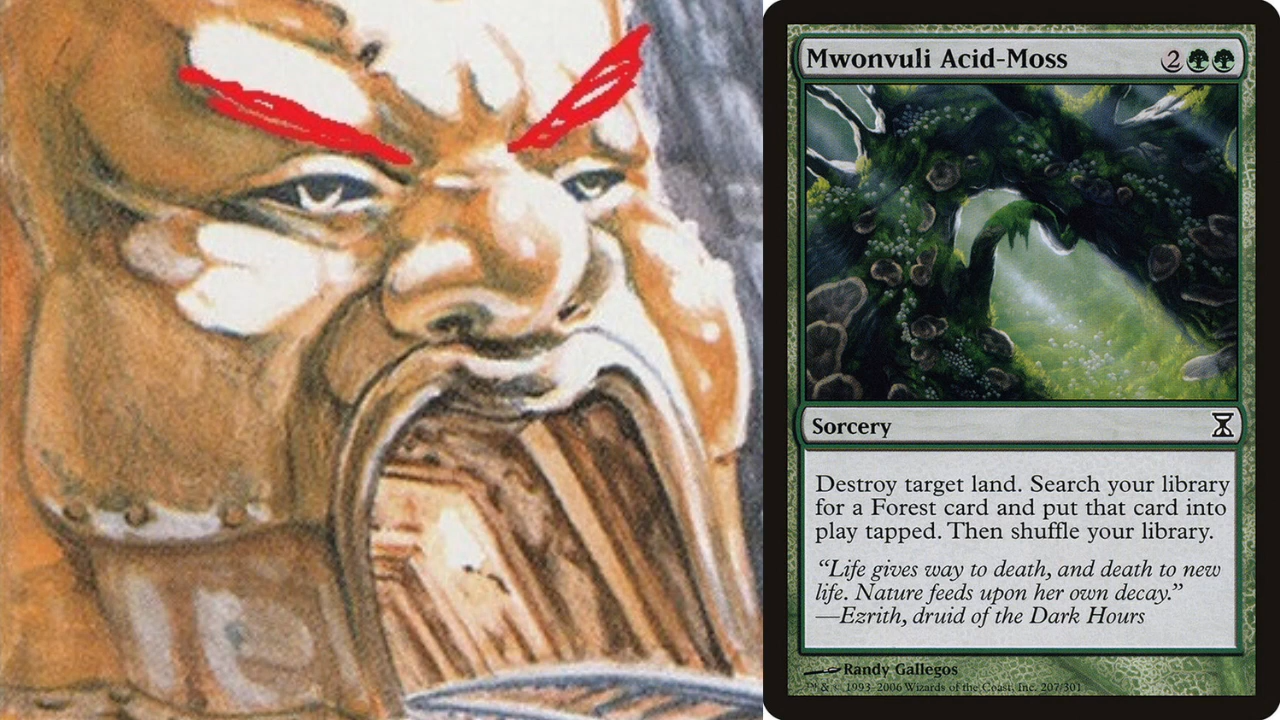 Mwonvuli Acid-Moss 2
Sorcery
Destroy target land. Search your library
for a Forest card and put that card into
play tapped. Then shuffle your library.
"Life gives way to death, and death to new
life. Nature feeds upon her own decay."
—Ezrith, druid of the Dark Hours
Randy Gallegos
™ & © 1993-2006 Wizards of the Coast, Inc. 207/301